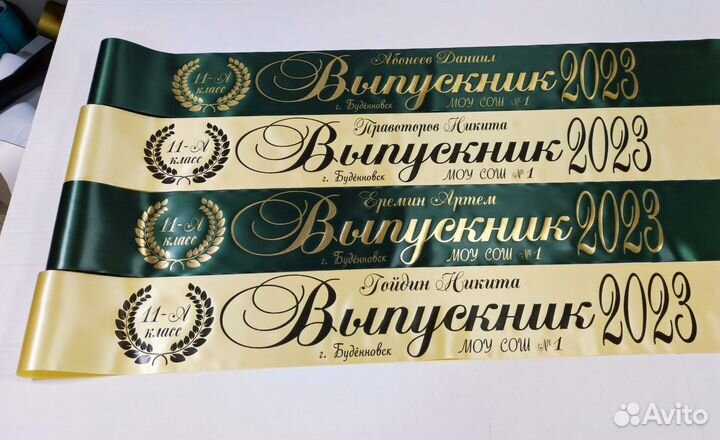 Абонеев Даниил
11-А
класс
Выпускник 2023
г. Будённовск МОУ СОШ №1
Правоторов Никита
11-А
класс
Выпускник 2023
г. Будённовск МОУ СОШ №1
Еремин Артем
11-А
класс
Выпускник 2023
г. Будённовск МОУ СОШ №1
Гойдин Никита
11-А
класс
Выпускник 2023
г. Будённовск МОУ СОШ №1
Avito